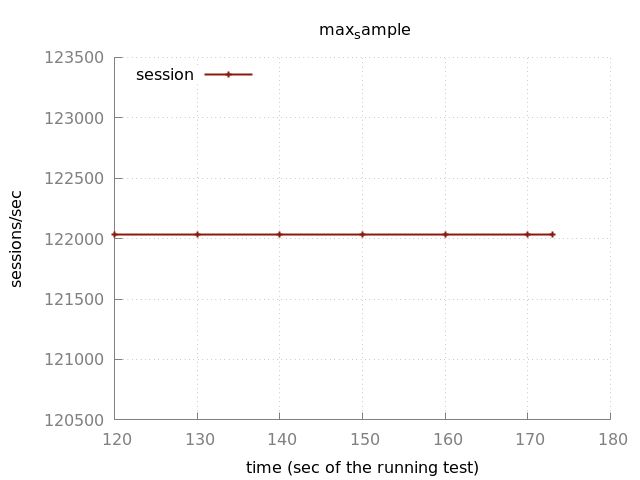 maxₛample
session
123500
123000
122500
122000
121500
121000
120500
sessions/sec
120 130 140 150 160 170 180
time (sec of the running test)